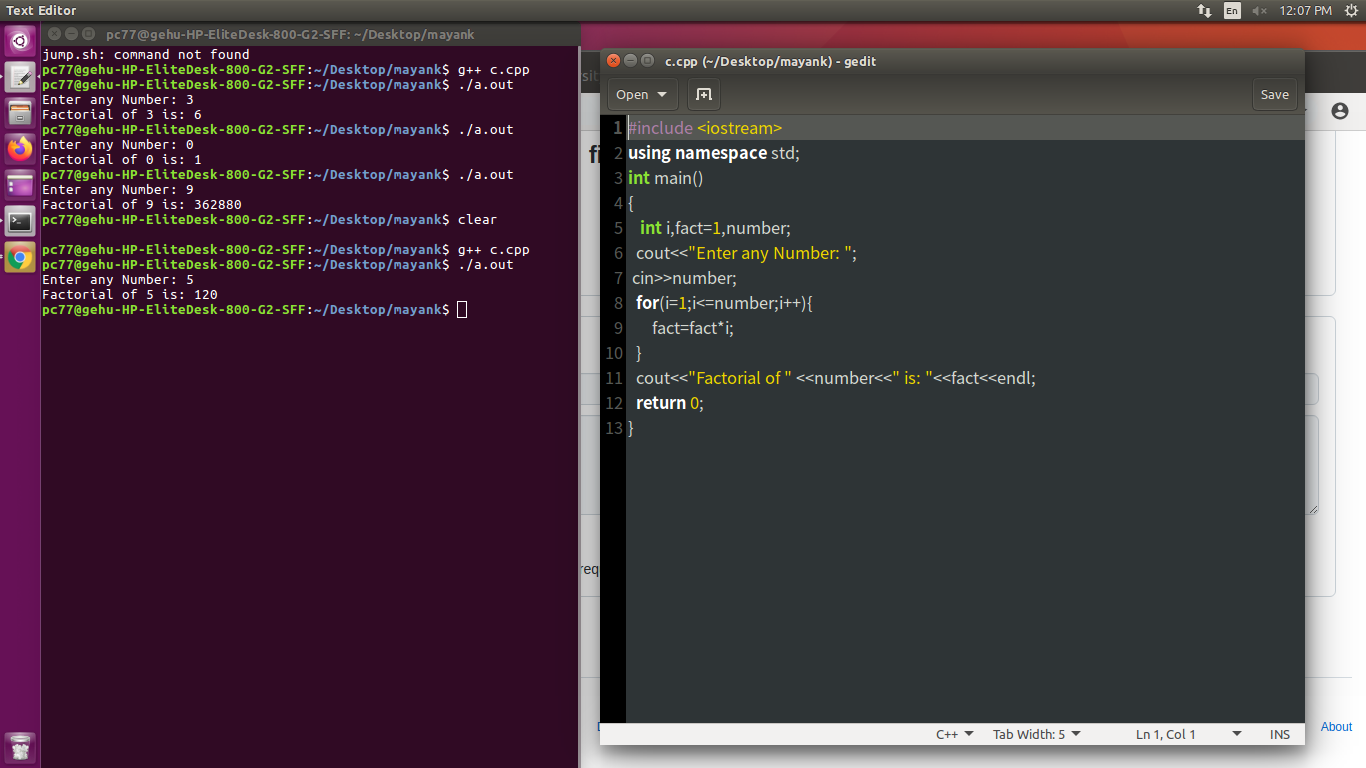 Text Editor
En
12:07 PM
pc77@gehu-HP-EliteDesk-800-G2-SFF: ~/Desktop/mayank
jump.sh: command not found
pc77@gehu-HP-EliteDesk-800-G2-SFF:~/Desktop/mayank$ g++ c.cpp
pc77@gehu-HP-EliteDesk-800-G2-SFF:~/Desktop/mayank$ ./a.out
Enter any Number: 3
Factorial of 3 is: 6
pc77@gehu-HP-EliteDesk-800-G2-SFF:~/Desktop/mayank$ ./a.out
Enter any Number: 0
Factorial of 0 is: 1
pc77@gehu-HP-EliteDesk-800-G2-SFF:~/Desktop/mayank$ ./a.out
Enter any Number: 9
Factorial of 9 is: 362880
pc77@gehu-HP-EliteDesk-800-G2-SFF:~/Desktop/mayank$ clear
pc77@gehu-HP-EliteDesk-800-G2-SFF:~/Desktop/mayank$ g++ c.cpp
pc77@gehu-HP-EliteDesk-800-G2-SFF:~/Desktop/mayank$ ./a.out
Enter any Number: 5
Factorial of 5 is: 120
pc77@gehu-HP-EliteDesk-800-G2-SFF:~/Desktop/mayank$
c.cpp (~/Desktop/mayank) - gedit
Open
Save
1 #include <iostream>
2 using namespace std;
3 int main()
4 {
5 int i,fact=1,number;
6 cout<<"Enter any Number: ";
7 cin>>number;
8 for(i=1;i<=number;i++){
9 fact=fact*i;
10 }
11 cout<<"Factorial of " <<number<<" is: "<<fact<<endl;
12 return 0;
13 }
C++ Tab Width: 5 Ln 1, Col 1 INS
About